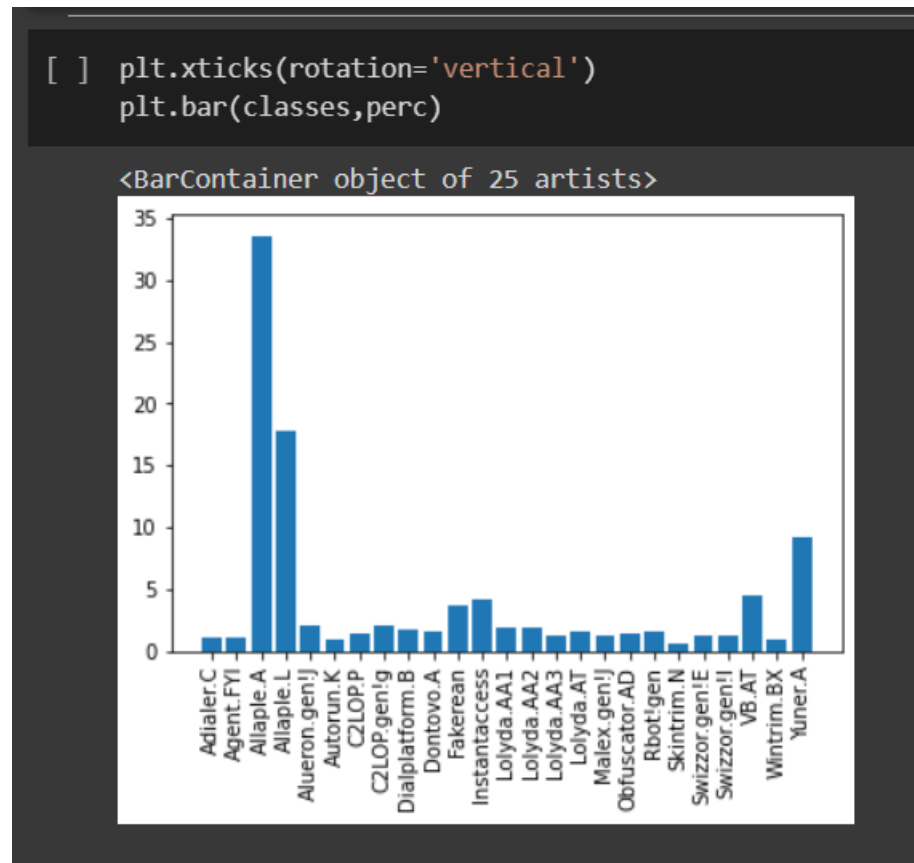 [ ] plt.xticks(rotation='vertical')
plt.bar(classes,perc)
<BarContainer object of 25 artists>
35
30
25
20
15
10
5
0
Adialer.C
Agent.FYI
Allaple.A
Allaple.L
Alueron.gen!J
Autorun.K
C2LOP.P
C2LOP.gen!g
Dialplatform.B
Dontovo.A
Fakerean
Instantaccess
Lolyda.AA1
Lolyda.AA2
Lolyda.AA3
Lolyda.AT
Malex.gen!J
Obfuscator.AD
Rbot!gen
Skintrim.N
Swizzor.gen!E
Swizzor.gen!I
VB.AT
Wintrim.BX
Yuner.A